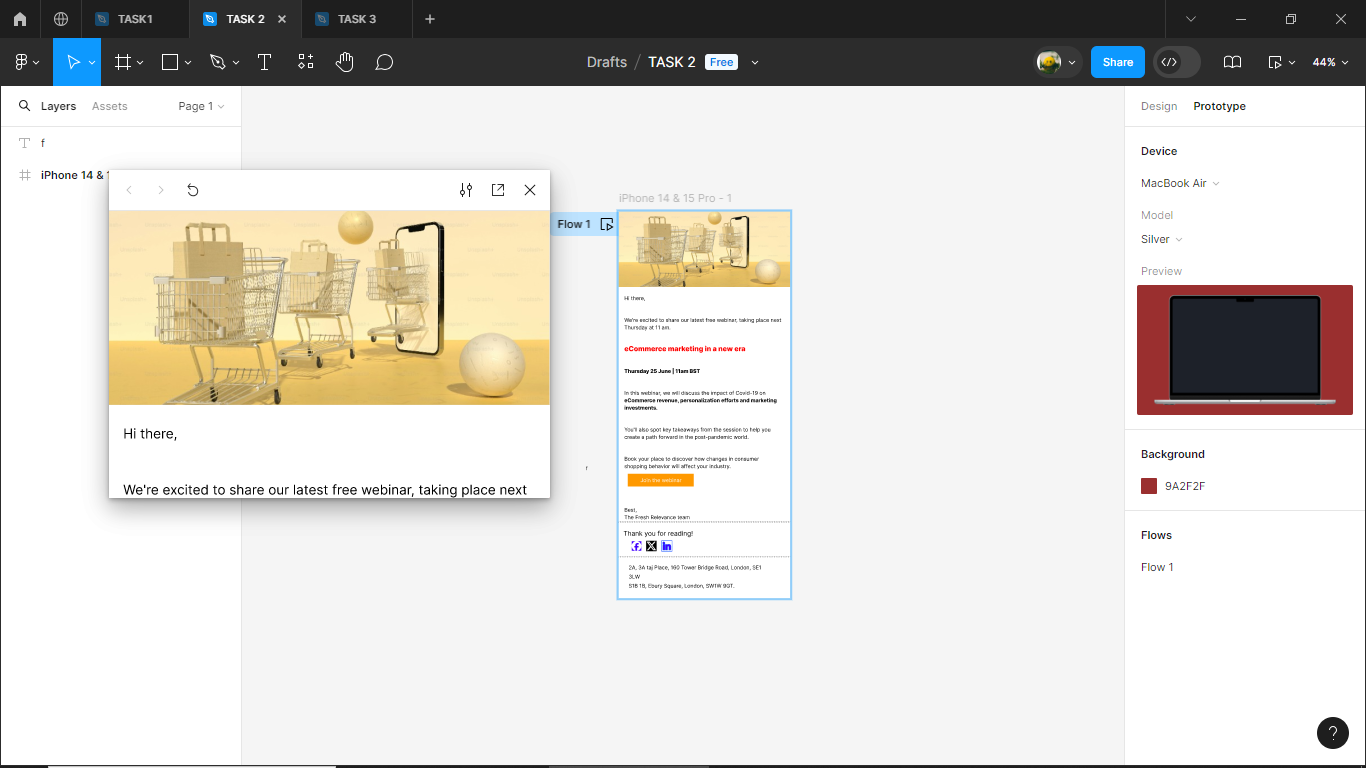 TASK1
TASK 2
TASK 3
Drafts / TASK 2 Free
Share
44%
Layers
Assets
Page 1
f
iPhone 14 &
Hi there,
We're excited to share our latest free webinar, taking place next
Flow 1
iPhone 14 & 15 Pro - 1
Hi there,
We're excited to share our latest free webinar, taking place next
Thursday at 11 am.
eCommerce marketing in a new era
Thursday 25 June | 11am BST
In this webinar, we will discuss the impact of Covid-19 on
eCommerce revenue, personalization efforts and marketing
investments.
You'll also spot key takeaways from the session to help you
create a path forward in the post-pandemic world.
Book your place to discover how changes in consumer
shopping behavior will affect your industry.
Join the webinar
Best,
The Fresh Relevance team
Thank you for reading!
2A, 3A taj Place, 160 Tower Bridge Road, London, SE1
3LW
S1B 1B, Ebury Square, London, SW1W 9GT.
Design
Prototype
Device
MacBook Air
Model
Silver
Preview
Background
9A2F2F
Flows
Flow 1
?